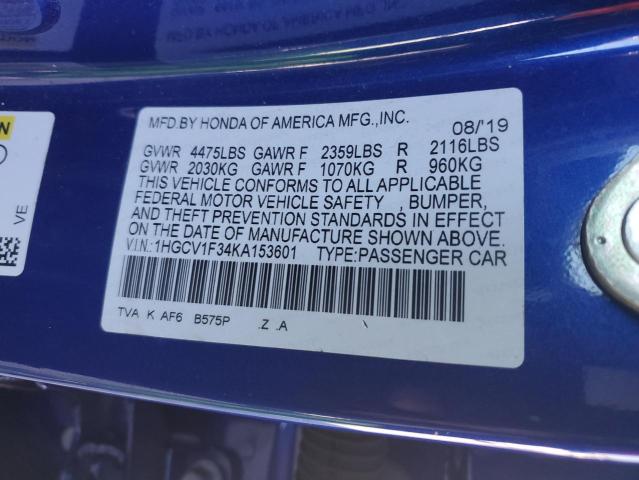 MFD.BY HONDA OF AMERICA MFG.,INC. 08/'19
GVWR 4475LBS GAWR F 2359LBS R 2116LBS
GVWR 2030KG GAWR F 1070KG R 960KG
THIS VEHICLE CONFORMS TO ALL APPLICABLE
FEDERAL MOTOR VEHICLE SAFETY , BUMPER,
AND THEFT PREVENTION STANDARDS IN EFFECT
ON THE DATE OF MANUFACTURE SHOWN ABOVE.
V.I.N.:1HGCV1F34KA153601 TYPE:PASSENGER CAR
TVA K AF6 B575P .Z .A
VE